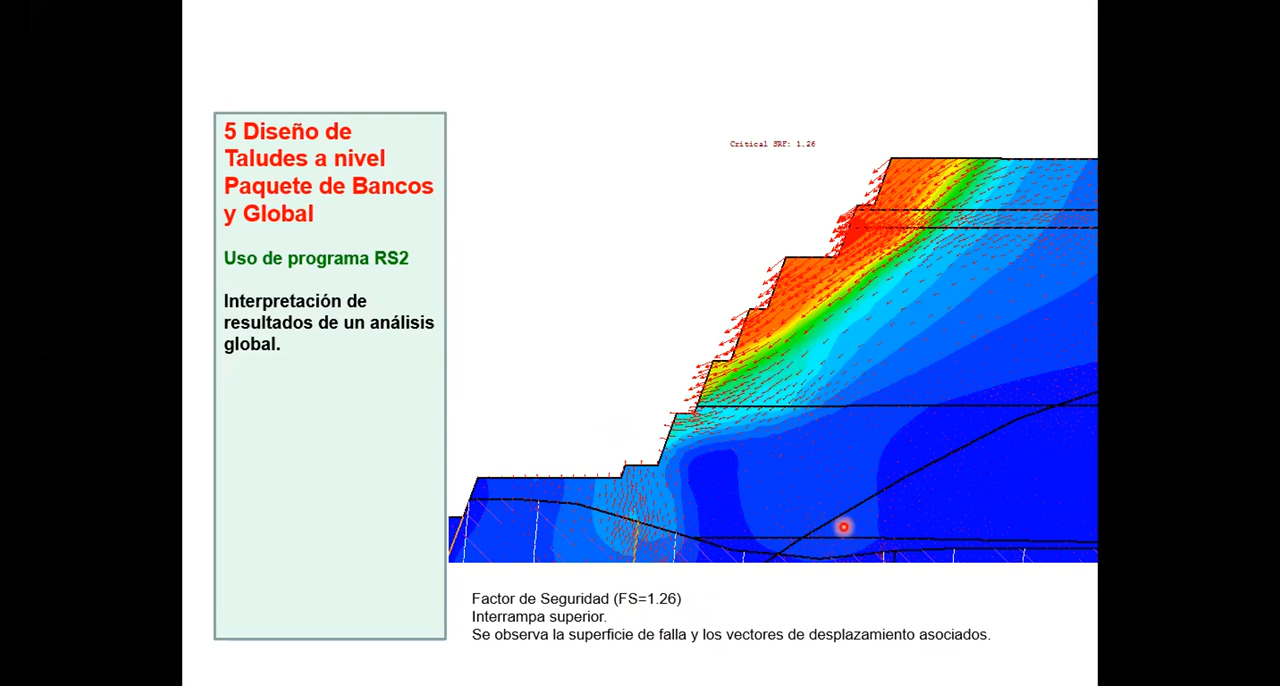 5 Diseño de
Taludes a nivel
Paquete de Bancos
y Global
Uso de programa RS2
Interpretación de
resultados de un análisis
global.
Critical SRF: 1.26
Factor de Seguridad (FS=1.26)
Interrampa superior.
Se observa la superficie de falla y los vectores de desplazamiento asociados.